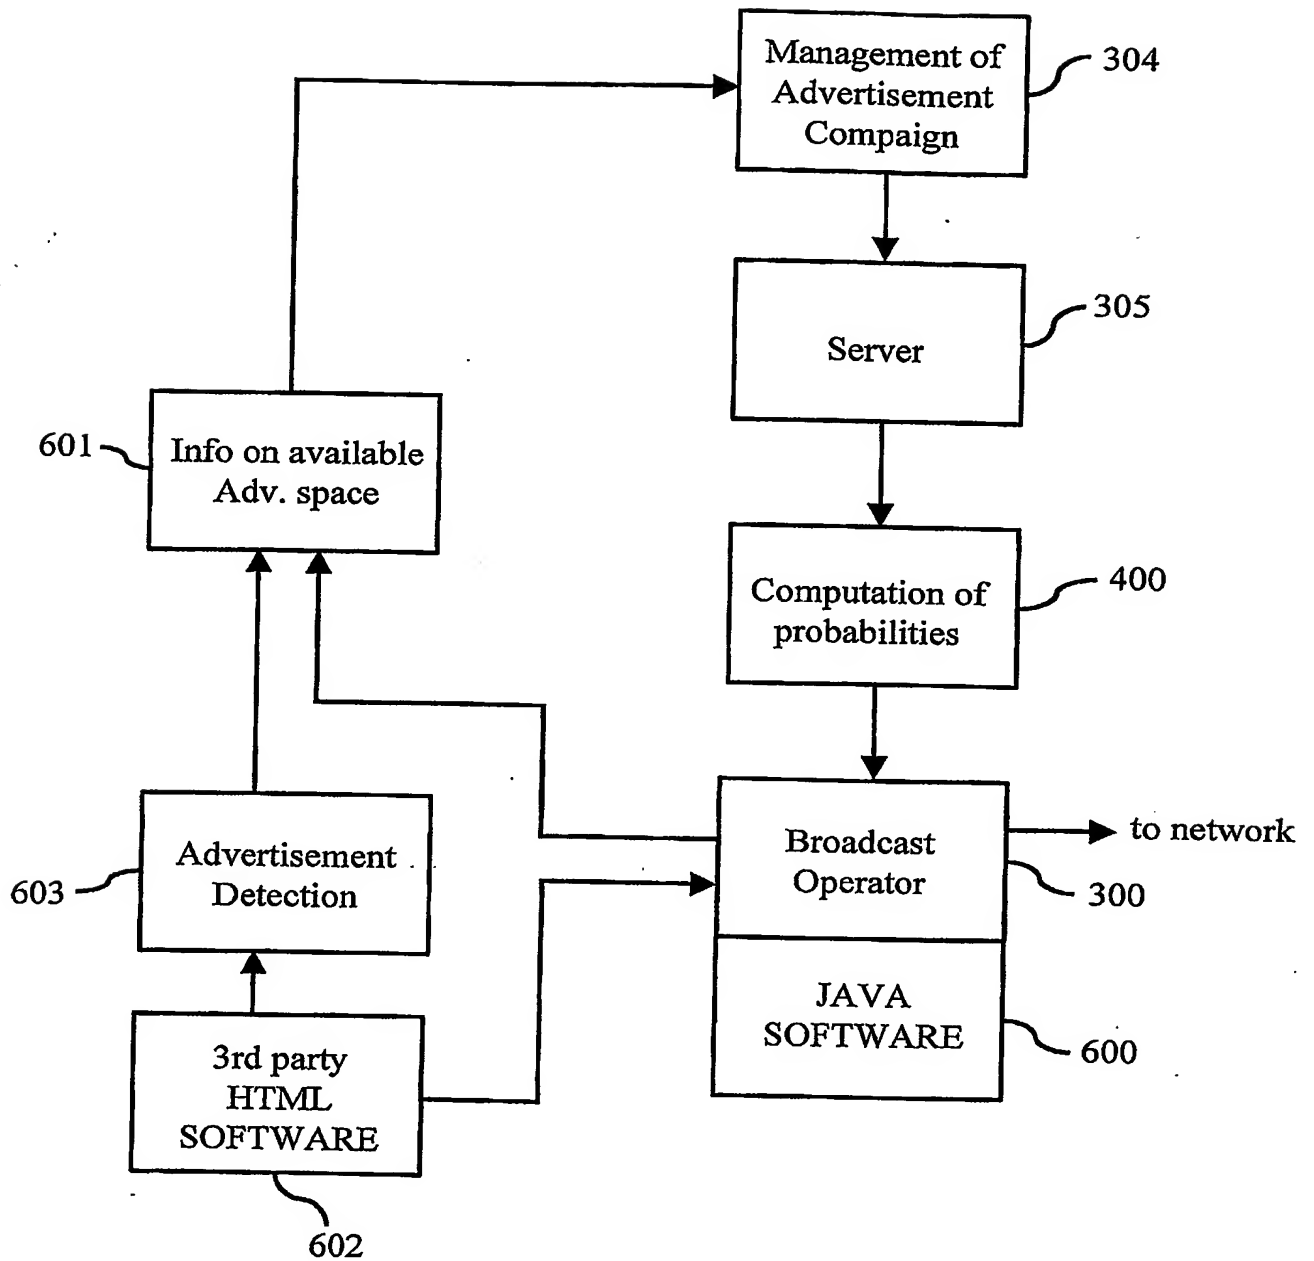 Management of
Advertisement
Compaign
304
Server
305
601
Info on available
Adv. space
Computation of
probabilities
400
603
Advertisement
Detection
Broadcast
Operator
to network
300
JAVA
SOFTWARE
600
3rd party
HTML
SOFTWARE
602